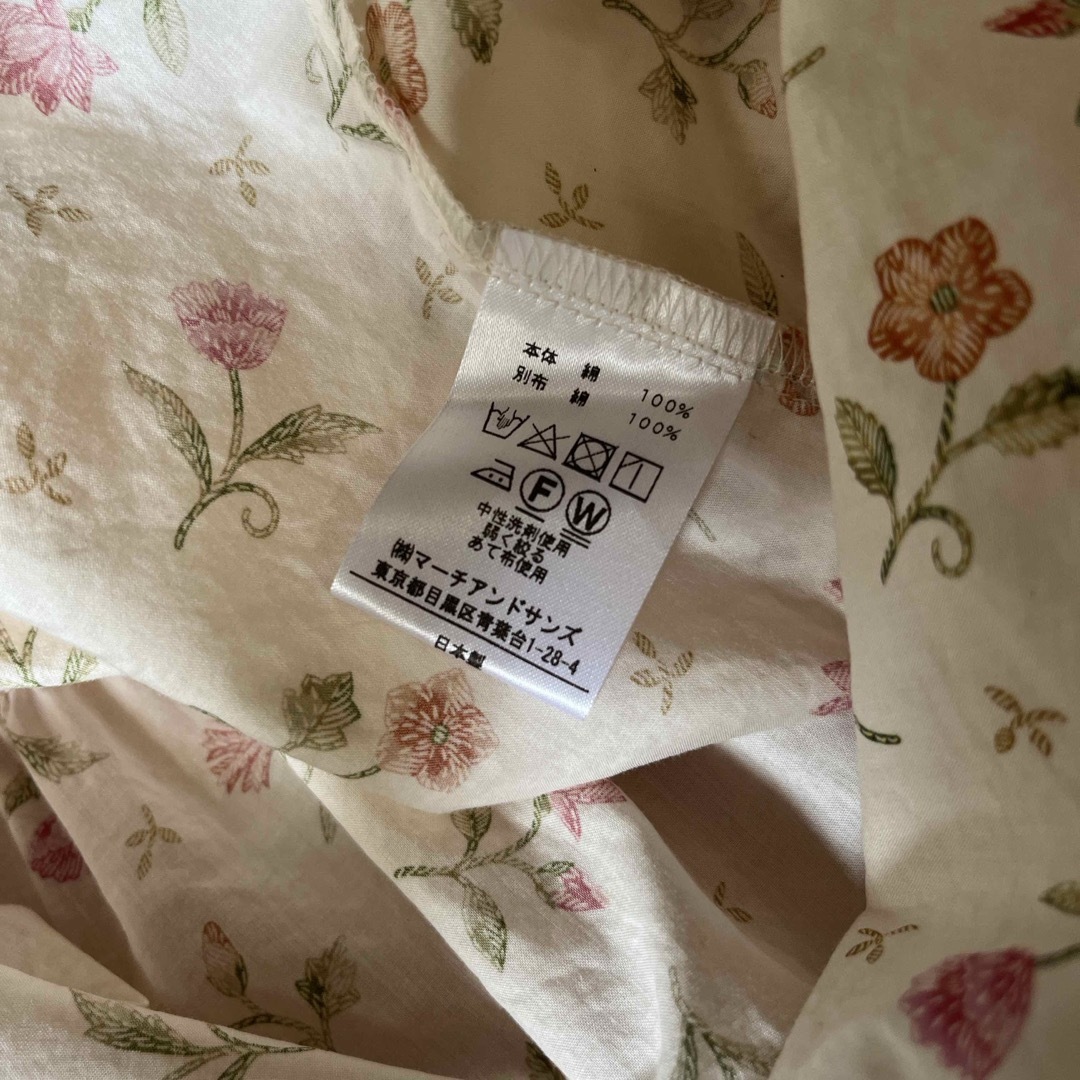 本体 綿 100%
別布 綿 100%
F W
中性洗剤使用
弱く絞る
あて布使用
㈱マーチアンドサンズ
東京都目黒区青葉台1-28-4
日本製